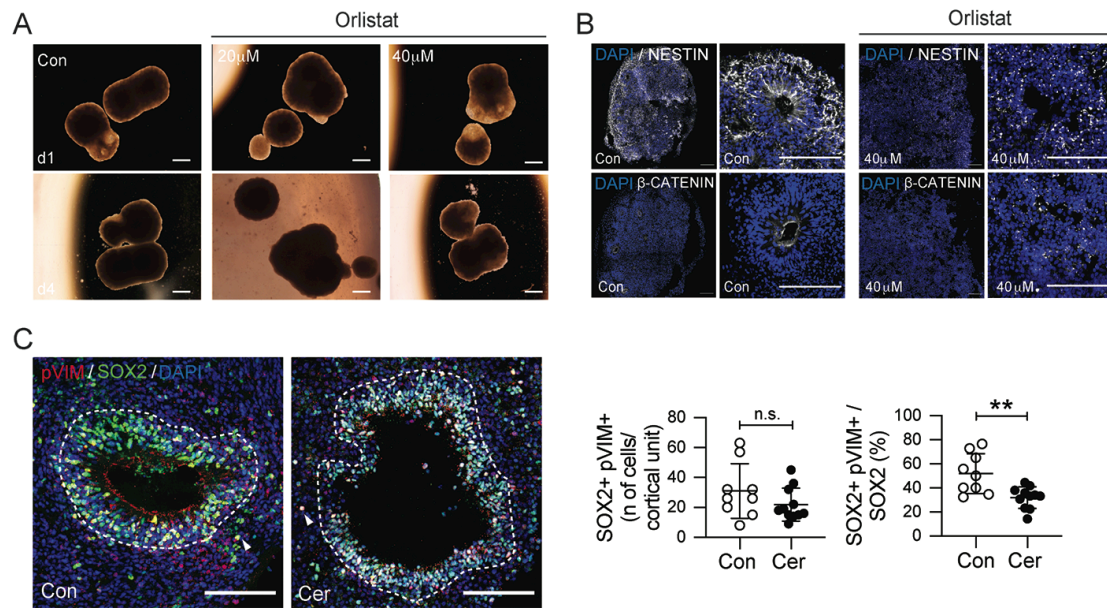 A
Orlistat
Con
20μM
40μM
d1
d4
B
Orlistat
DAPI / NESTIN
DAPI / NESTIN
Con
Con
40μM
40μM
DAPI β-CATENIN
DAPI β-CATENIN
Con
Con
40μM
40μM
C
pVIM / SOX2 / DAPI
Con
Cer
SOX2+ pVIM+
(n of cells/
cortical unit)
80
60
40
20
0
n.s.
Con
Cer
SOX2+ pVIM+ /
SOX2 (%)
100
80
60
40
20
0
**
Con
Cer